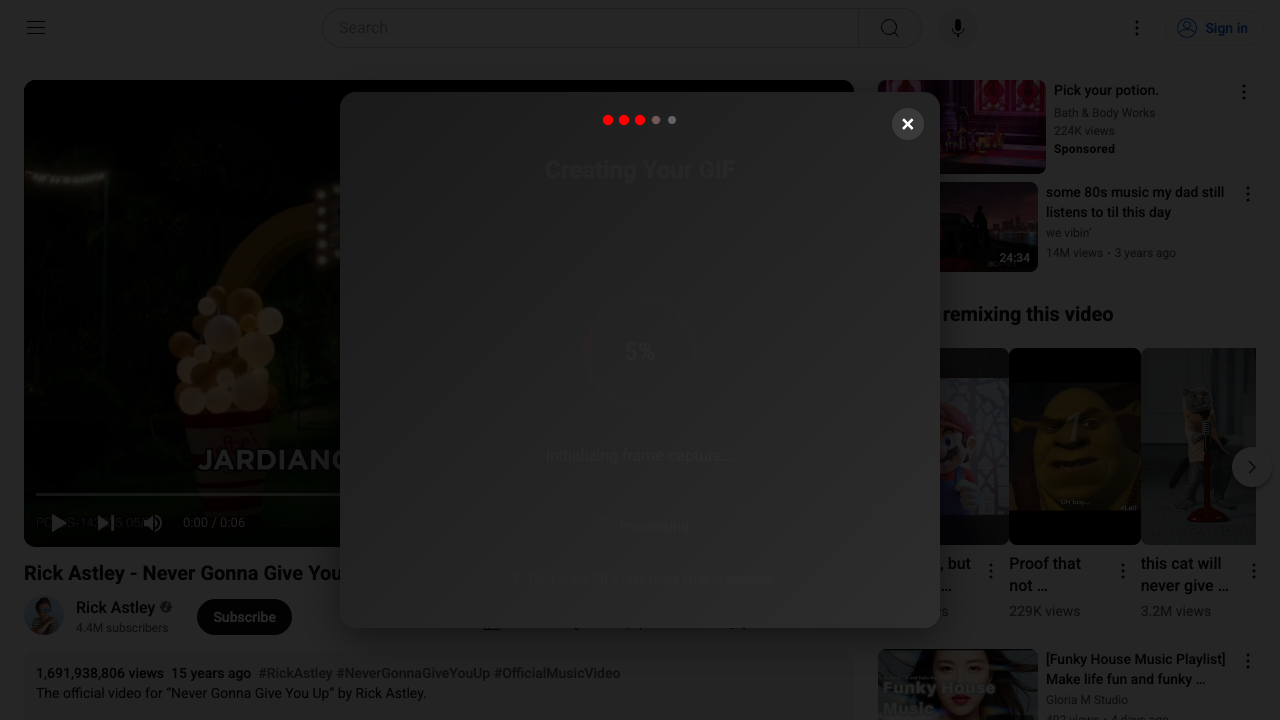 Search
Sign in
Creating Your GIF
5%
Initializing frame capture...
Processing
JARDIANC
0:00 / 0:06
Rick Astley - Never Gonna Give You
Rick Astley
4.4M subscribers
Subscribe
1,691,938,806 views 15 years ago #RickAstley #NeverGonnaGiveYouUp #OfficialMusicVideo
The official video for “Never Gonna Give You Up” by Rick Astley.
Pick your potion.
Bath & Body Works
224K views
Sponsored
24:34
some 80s music my dad still
listens to til this day
we vibin'
14M views • 3 years ago
remixing this video
, but
...
Proof that
not ...
229K views
this cat will
never give ...
3.2M views
Funky House
Music
[Funky House Music Playlist]
Make life fun and funky ...
Gloria M Studio